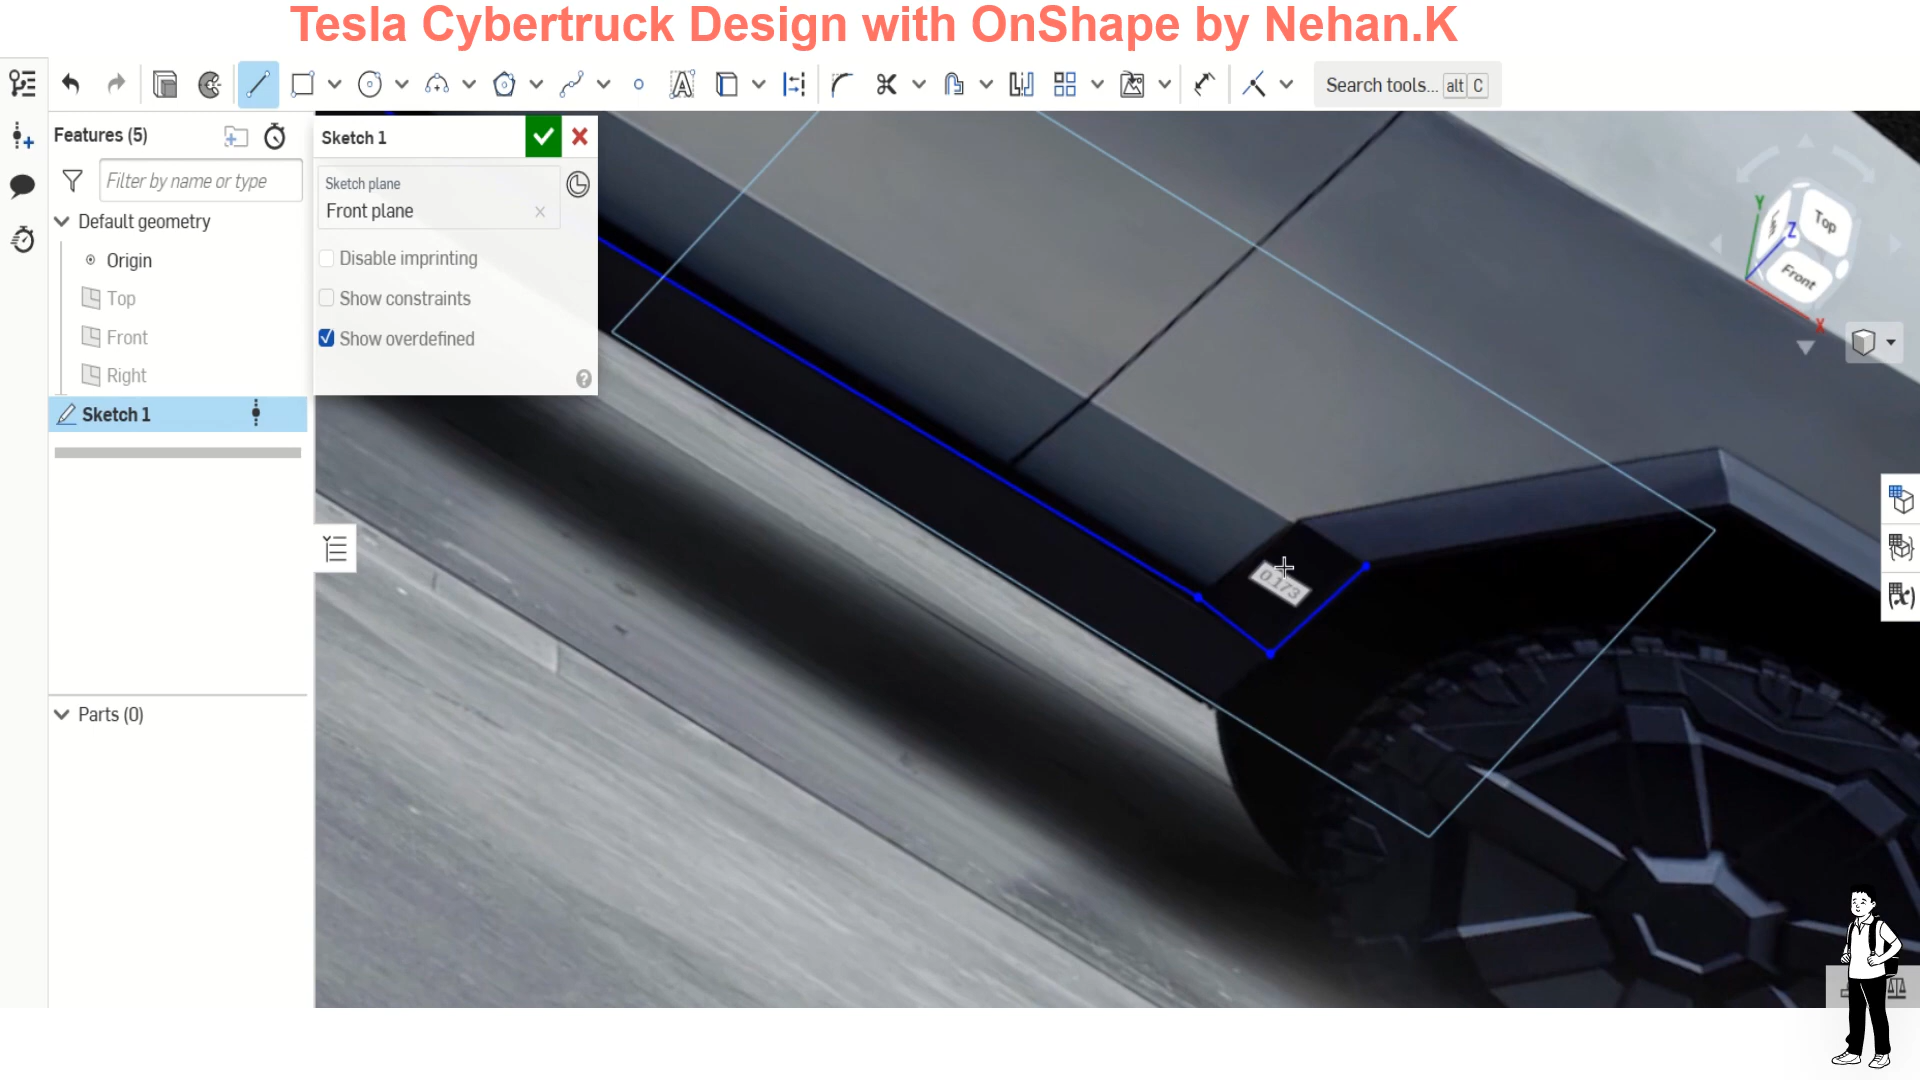 Tesla Cybertruck Design with OnShape by Nehan.K
Search tools... alt C
Features (5)
Filter by name or type
Default geometry
Origin
Top
Front
Right
Sketch 1
Parts (0)
Sketch 1
Sketch plane
Front plane
Disable imprinting
Show constraints
Show overdefined
0.173
Y
Z
X
Top
Front
(x)